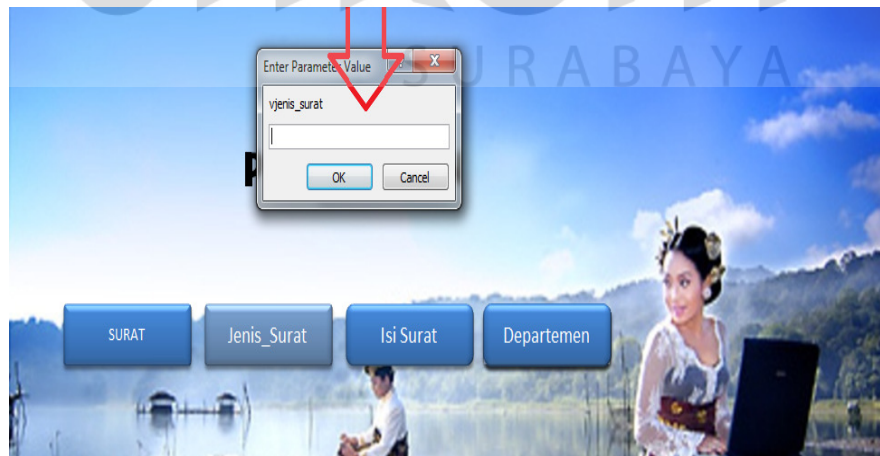 SURABAYA
Enter Parameter Value
vjenis_surat
OK Cancel
P
SURAT Jenis_Surat Isi Surat Departemen